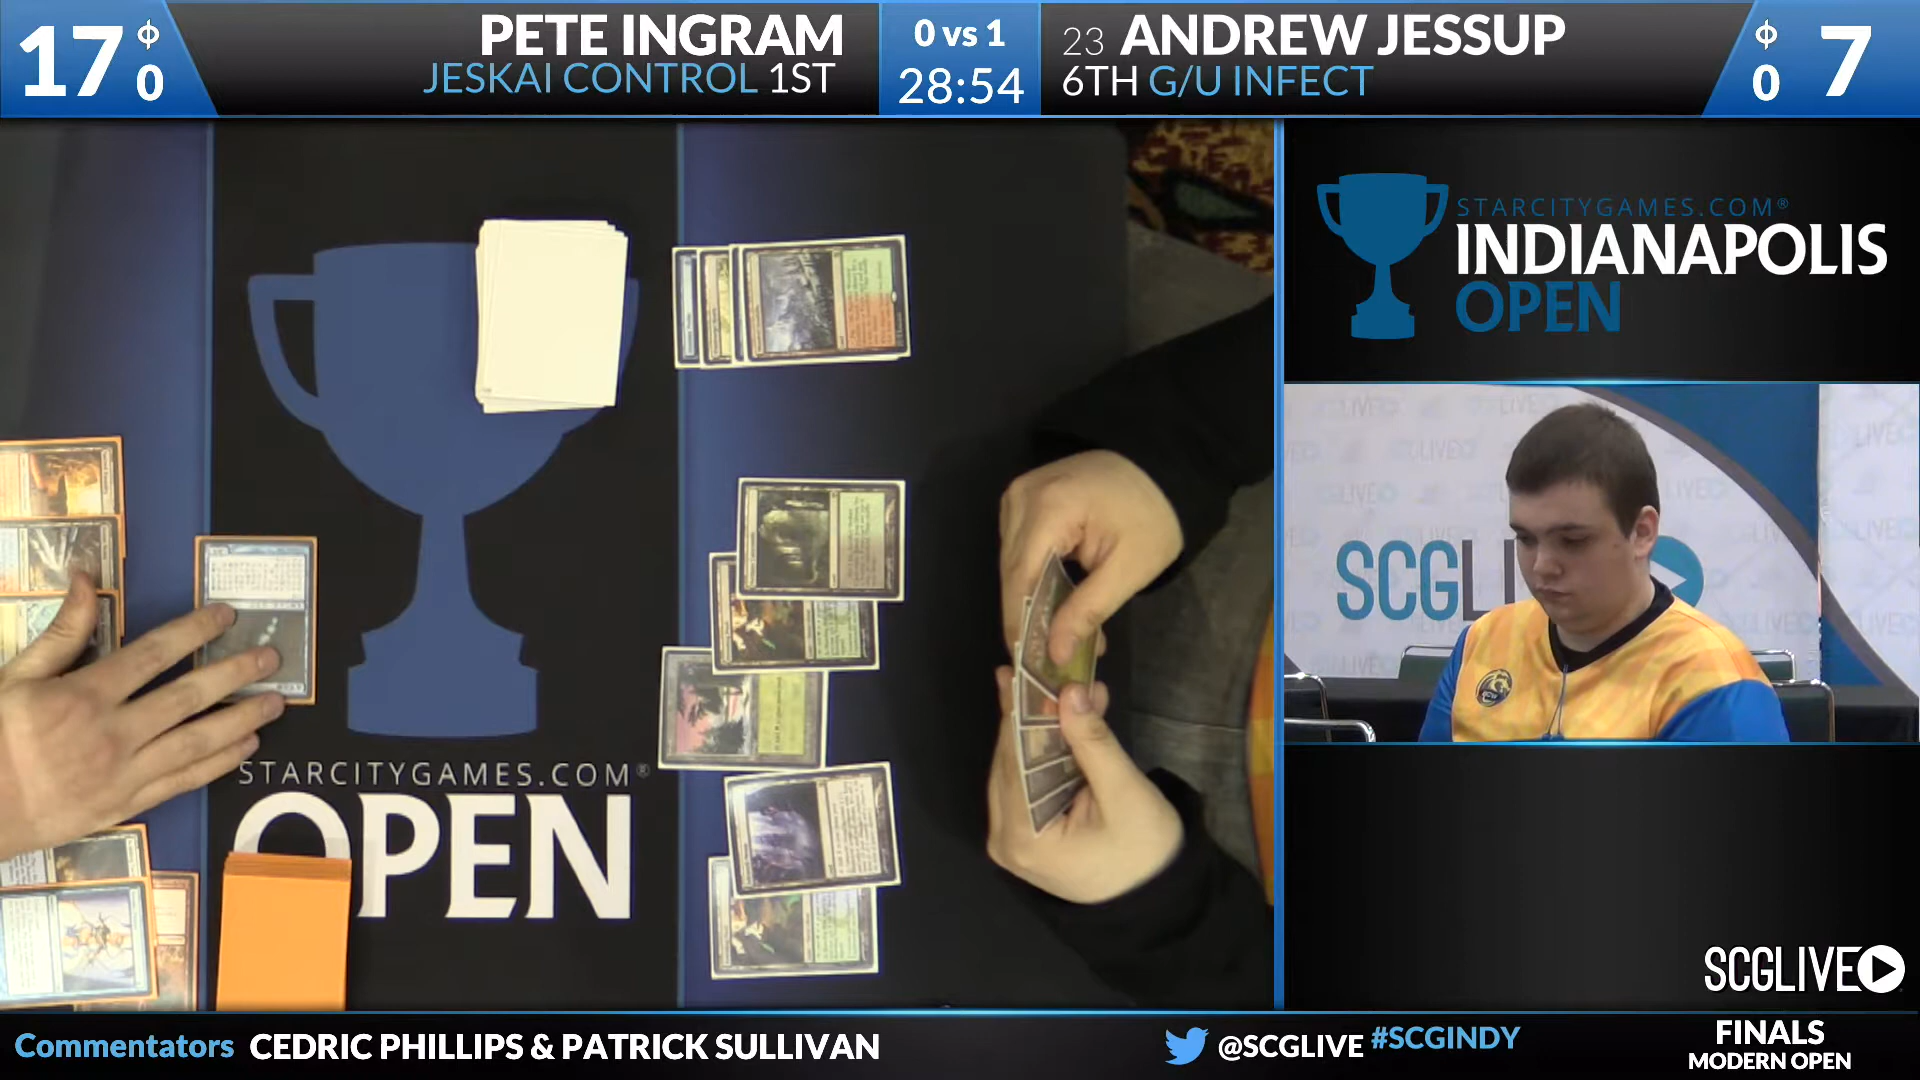 17 Φ 0
PETE INGRAM
JESKAI CONTROL 1ST
0 vs 1
28:54
23 ANDREW JESSUP
6TH G/U INFECT
Φ 0 7
STARCITYGAMES.COM®
INDIANAPOLIS
OPEN
SCGLI
STARCITYGAMES.COM®
OPEN
SCGLIVE
Commentators CEDRIC PHILLIPS & PATRICK SULLIVAN
@SCGLIVE #SCGINDY
FINALS
MODERN OPEN